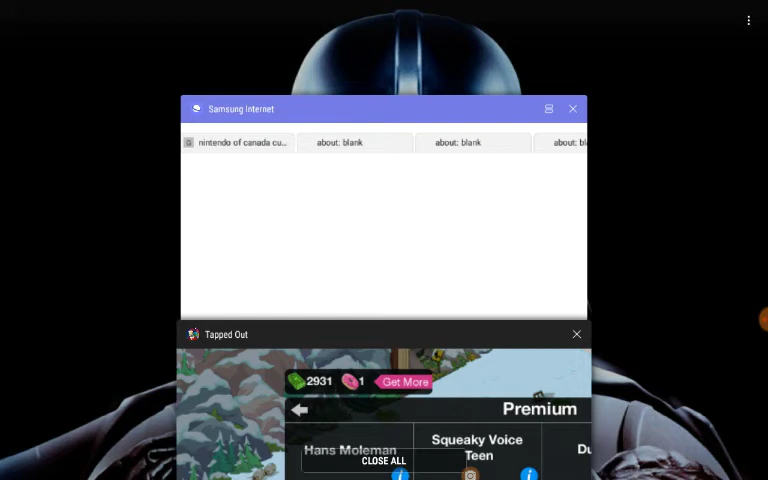 Samsung Internet
nintendo of canada cu... about: blank about: blank about: bl
Tapped Out
2931 1 Get More
Premium
Hans Moleman Squeaky Voice Teen Du
CLOSE ALL